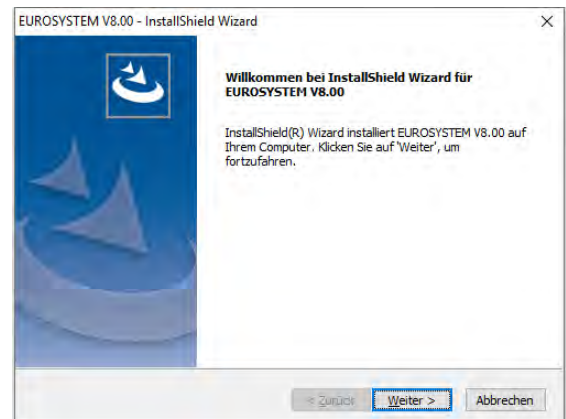 EUROSYSTEM V8.00 - InstallShield Wizard
Willkommen bei InstallShield Wizard für
EUROSYSTEM V8.00
InstallShield(R) Wizard installiert EUROSYSTEM V8.00 auf
Ihrem Computer. Klicken Sie auf 'Weiter', um
fortzufahren.
< Zurück Weiter > Abbrechen